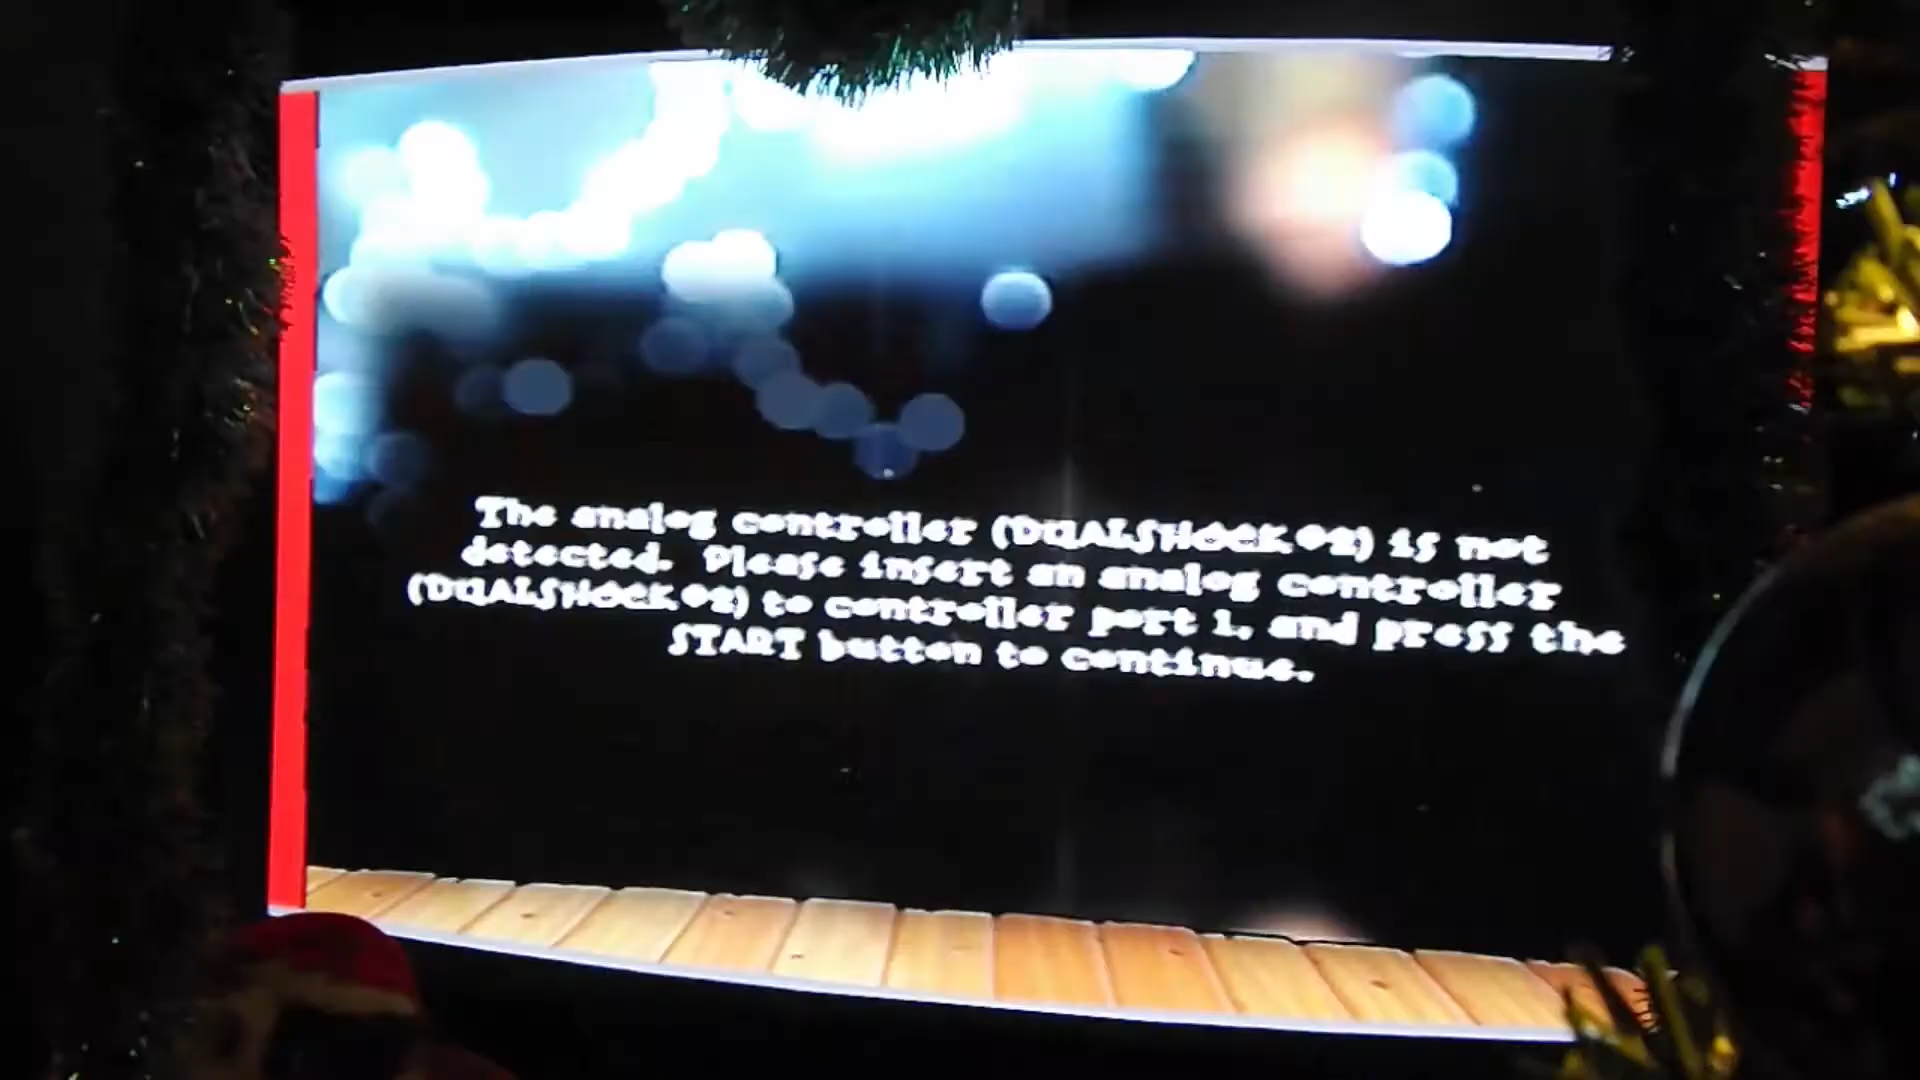 The analog controller (DUALSHOCK®2) is not
detected. Please insert an analog controller
(DUALSHOCK®2) to controller port 1, and press the
START button to continue.